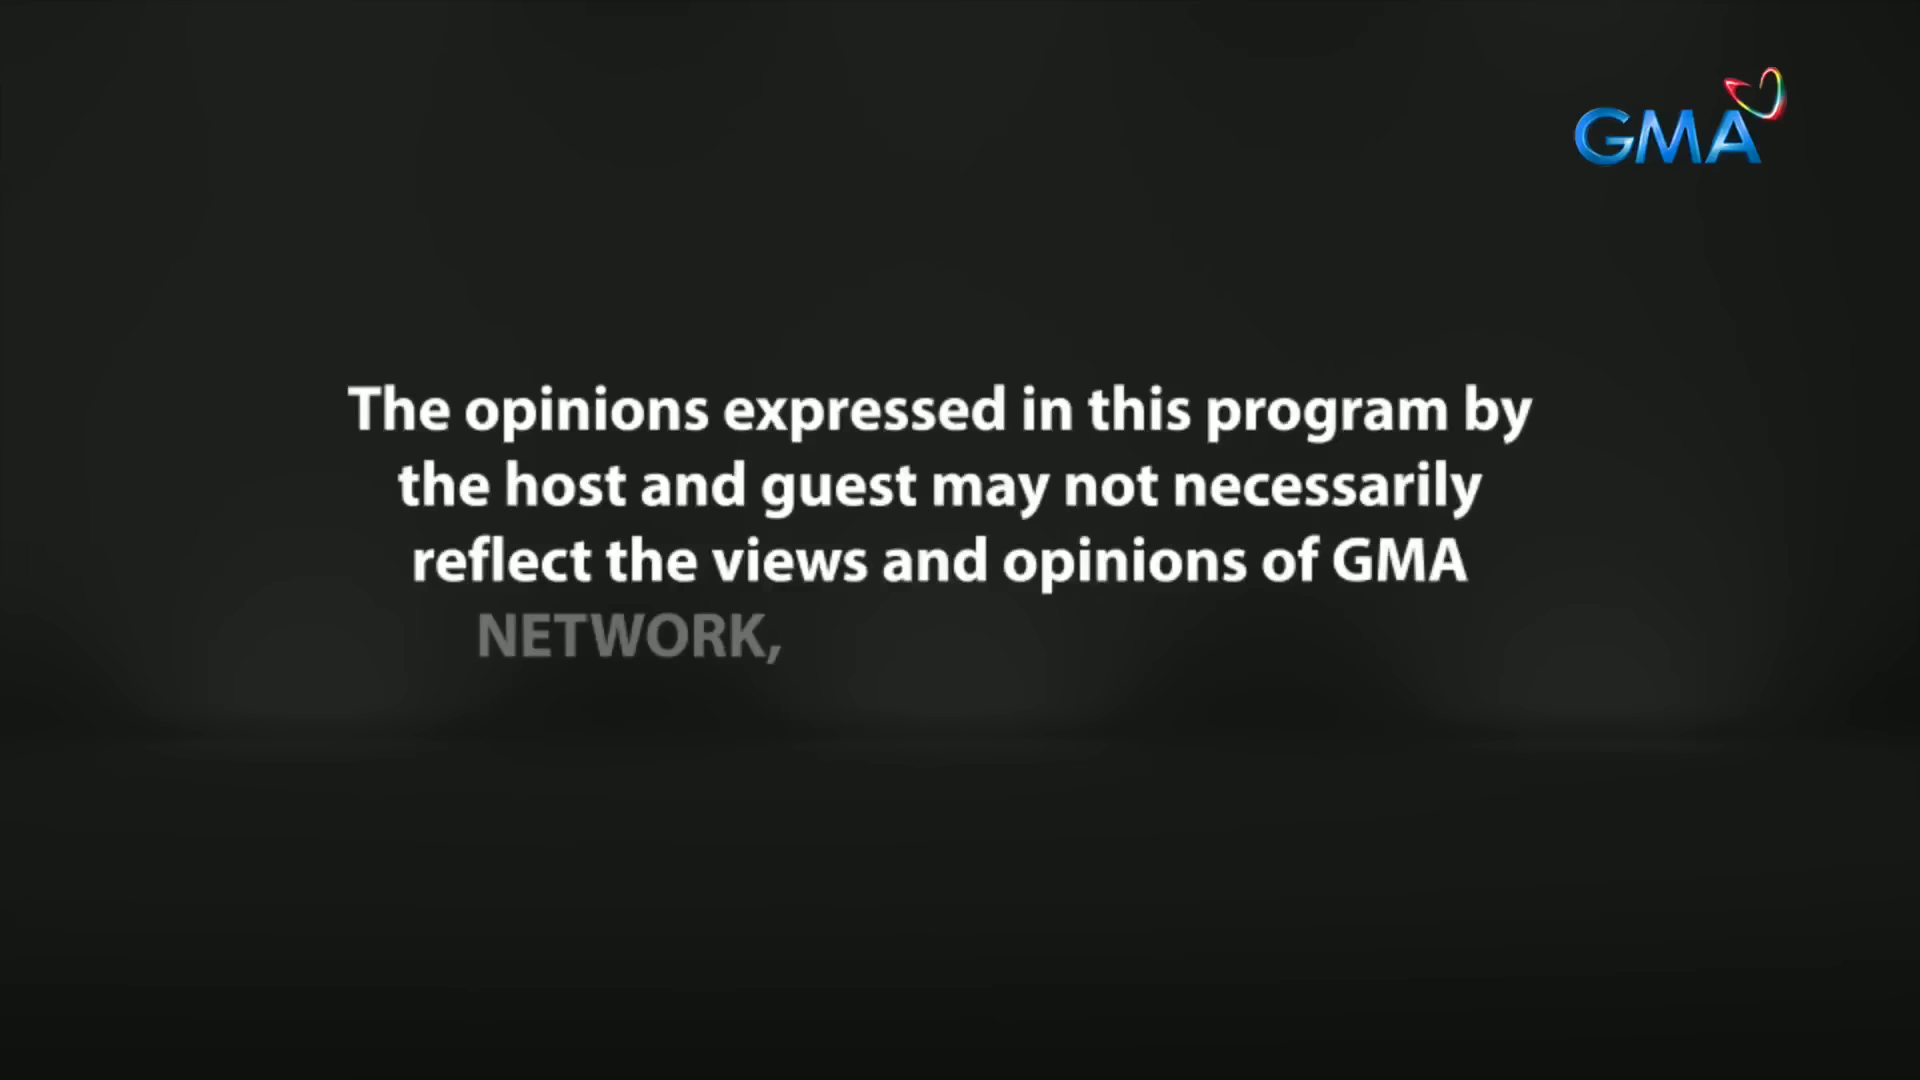 GMA
The opinions expressed in this program by
the host and guest may not necessarily
reflect the views and opinions of GMA
NETWORK,